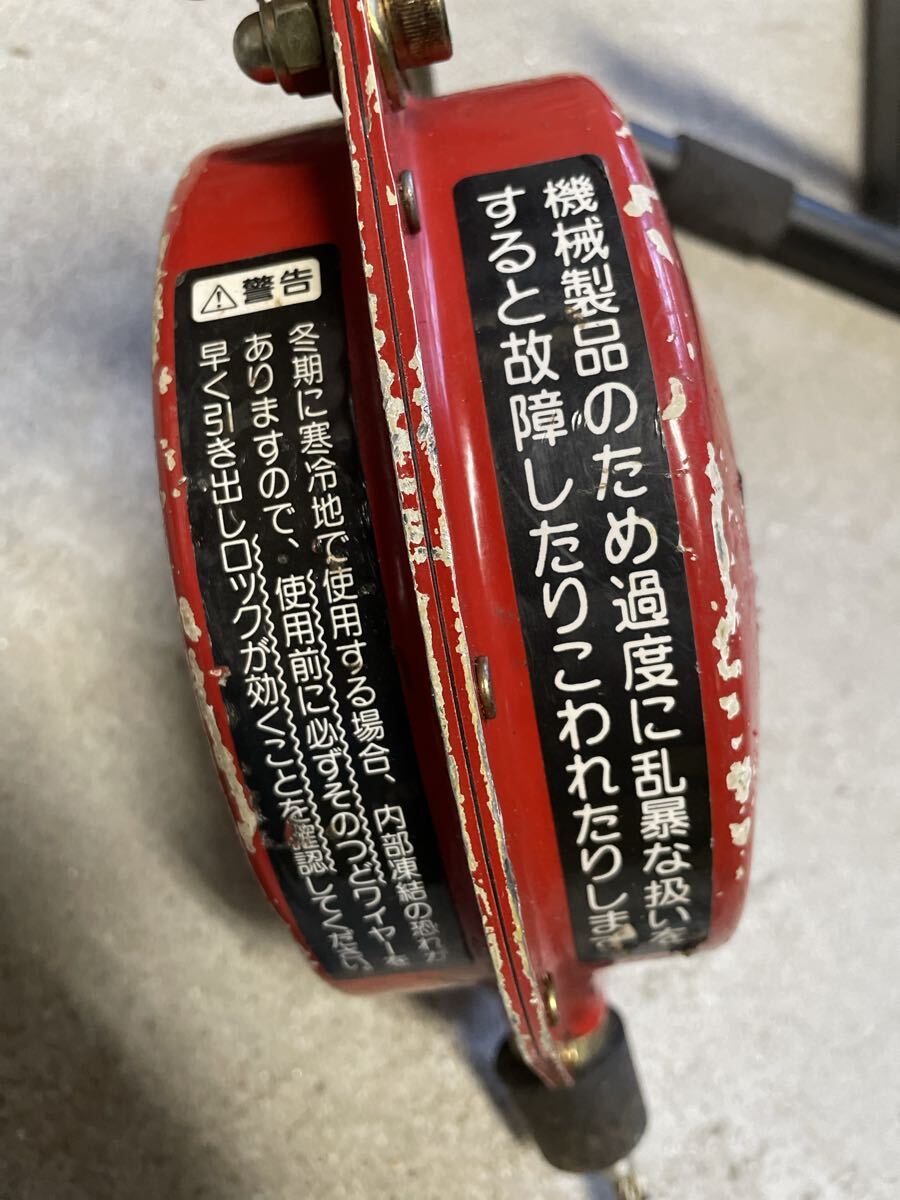 機械製品のため過度に乱暴な扱いを
すると故障したりこわれたりします
警告
冬期に寒冷地で使用する場合、内部凍結の恐れが
ありますので、使用前に必ずそのつどワイヤーを
早く引き出しロックが効くことを確認してください